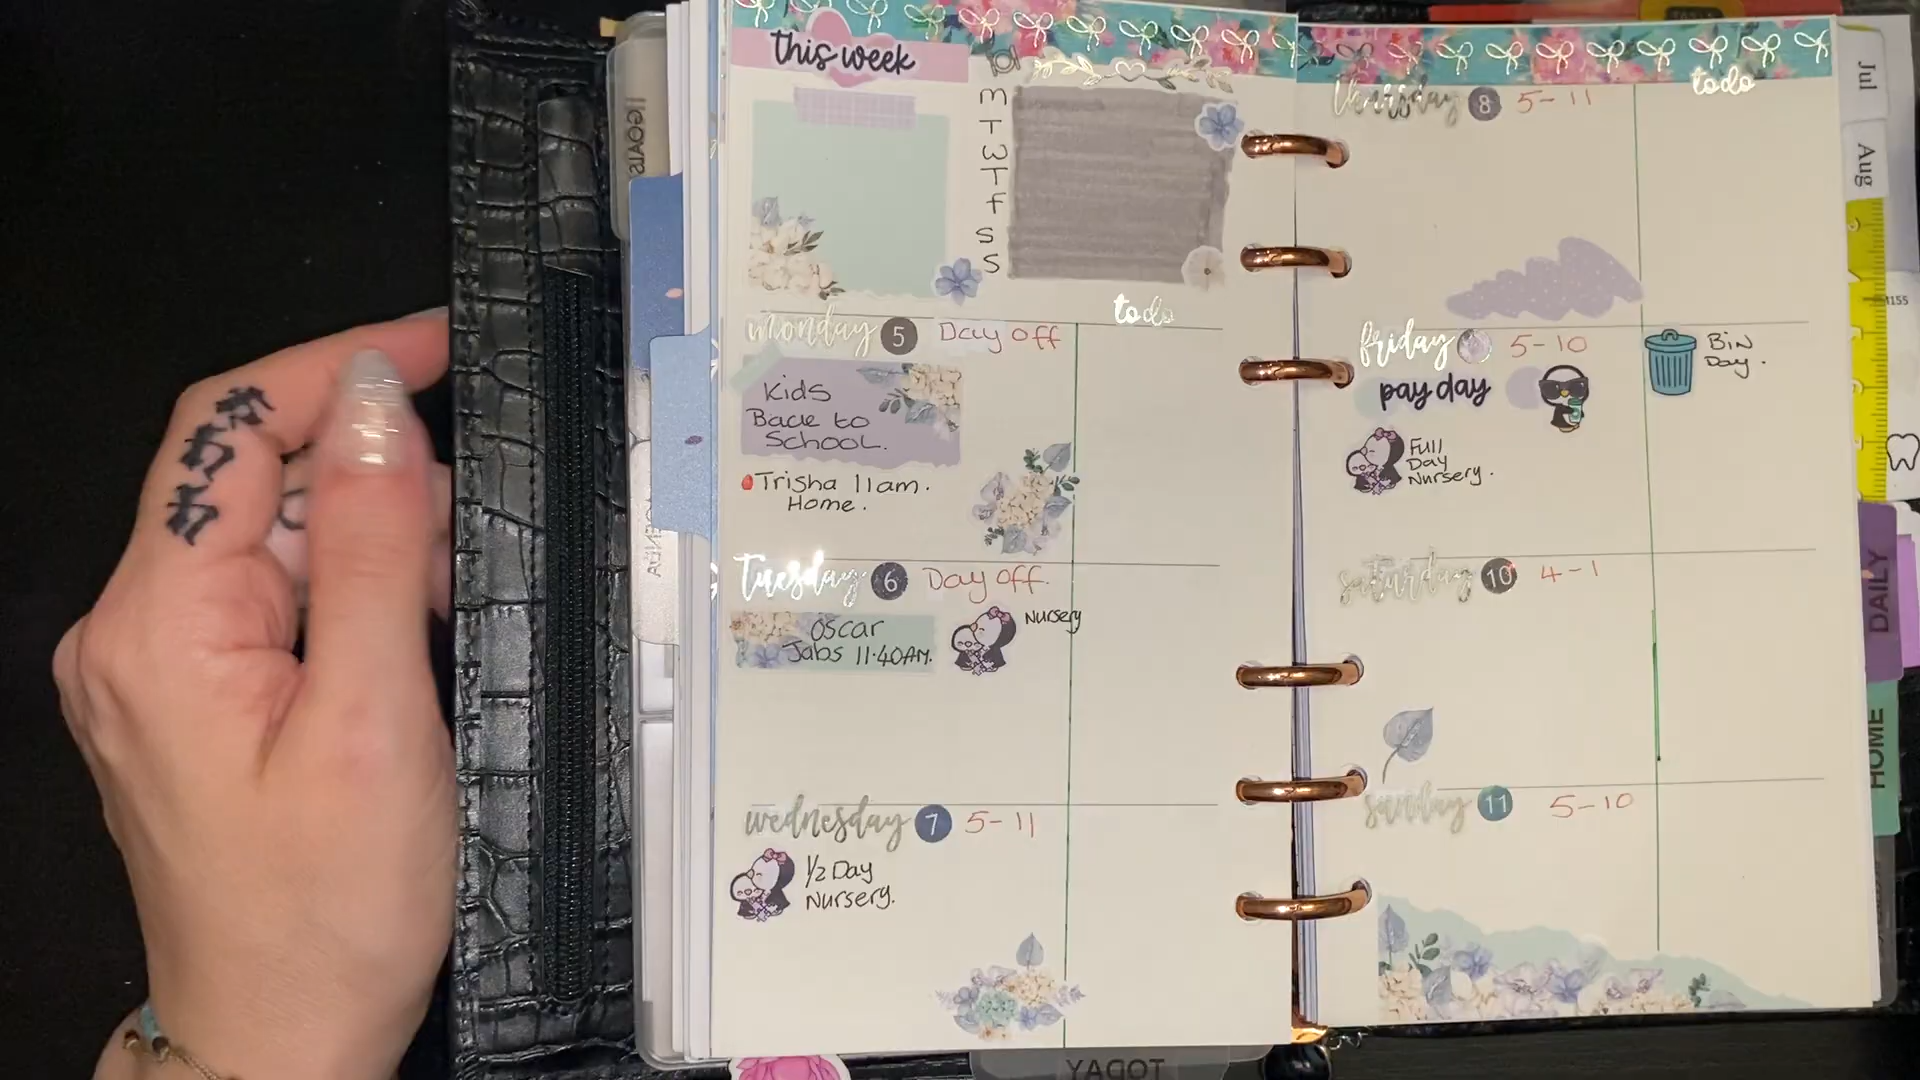 this week
M
T
W
T
F
S
S
to do
monday 5 Day off
Kids
Back to
School.
Trisha 11am.
Home.
Tuesday 6 Day off.
Oscar
Jabs 11.40AM.
Nursery
wednesday 7 5-11
1/2 Day
Nursery.
to do
thursday 8 5-11
friday 5-10
Bin
Day.
pay day
Full
Day
Nursery.
saturday 10 4-1
sunday 11 5-10
GOALS
Jul
Aug
DAILY
HOME
TODAY